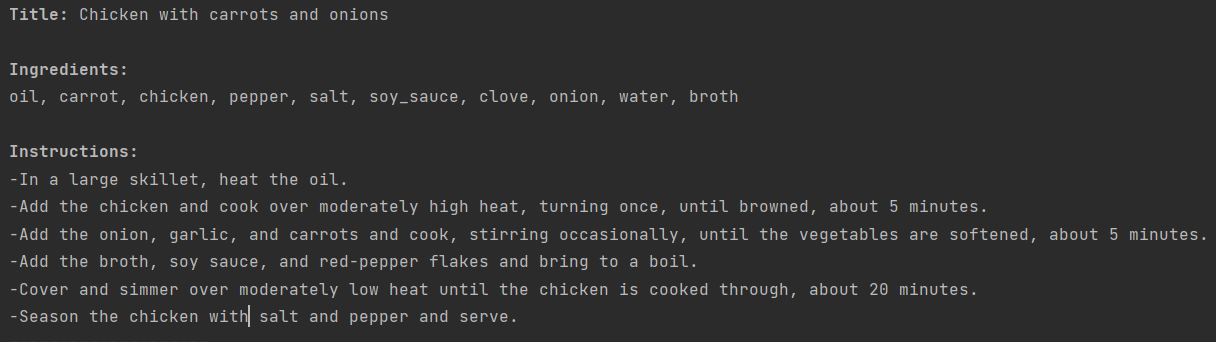 Title: Chicken with carrots and onions
Ingredients:
oil, carrot, chicken, pepper, salt, soy_sauce, clove, onion, water, broth
Instructions:
-In a large skillet, heat the oil.
-Add the chicken and cook over moderately high heat, turning once, until browned, about 5 minutes.
-Add the onion, garlic, and carrots and cook, stirring occasionally, until the vegetables are softened, about 5 minutes.
-Add the broth, soy sauce, and red-pepper flakes and bring to a boil.
-Cover and simmer over moderately low heat until the chicken is cooked through, about 20 minutes.
-Season the chicken with salt and pepper and serve.